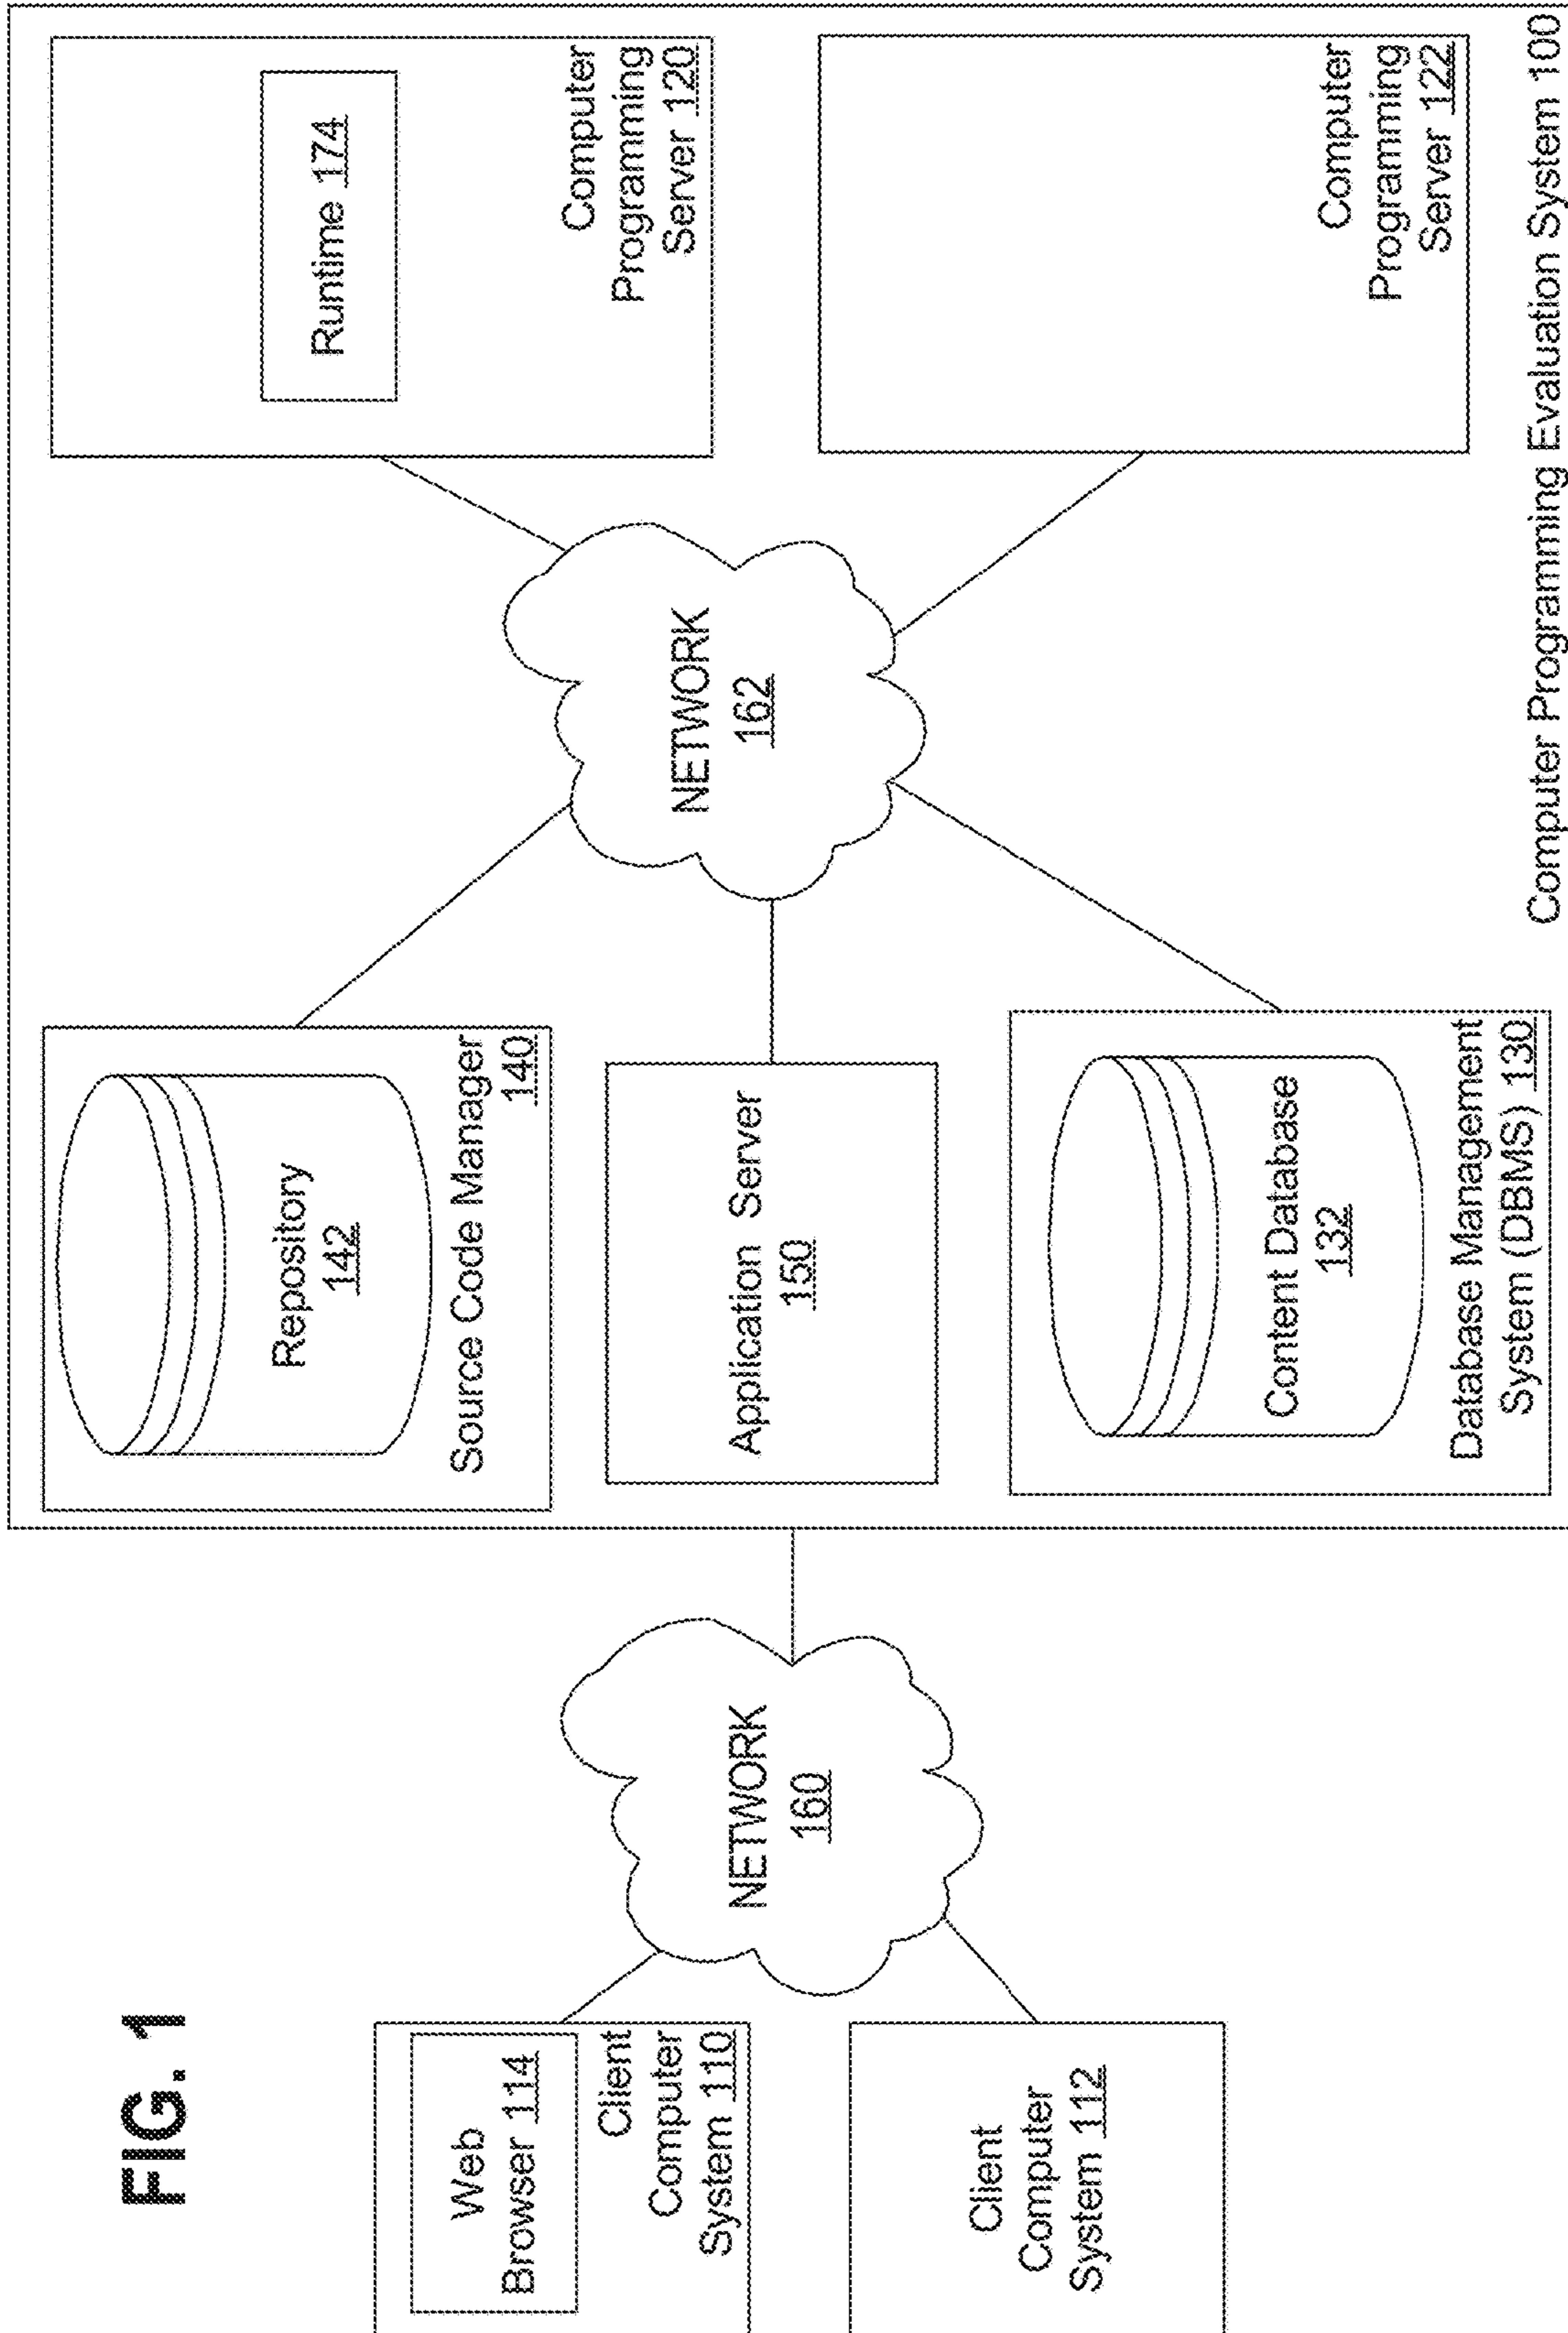 FIG. 1
Web
Browser 114
Client
Computer
System 110
Client
Computer
System 112
NETWORK
160
Repository
142
Source Code Manager
140
Application Server
150
Content Database
132
Database Management
System (DBMS) 130
NETWORK
162
Runtime 174
Computer
Programming
Server 120
Computer
Programming
Server 122
Computer Programming Evaluation System 100